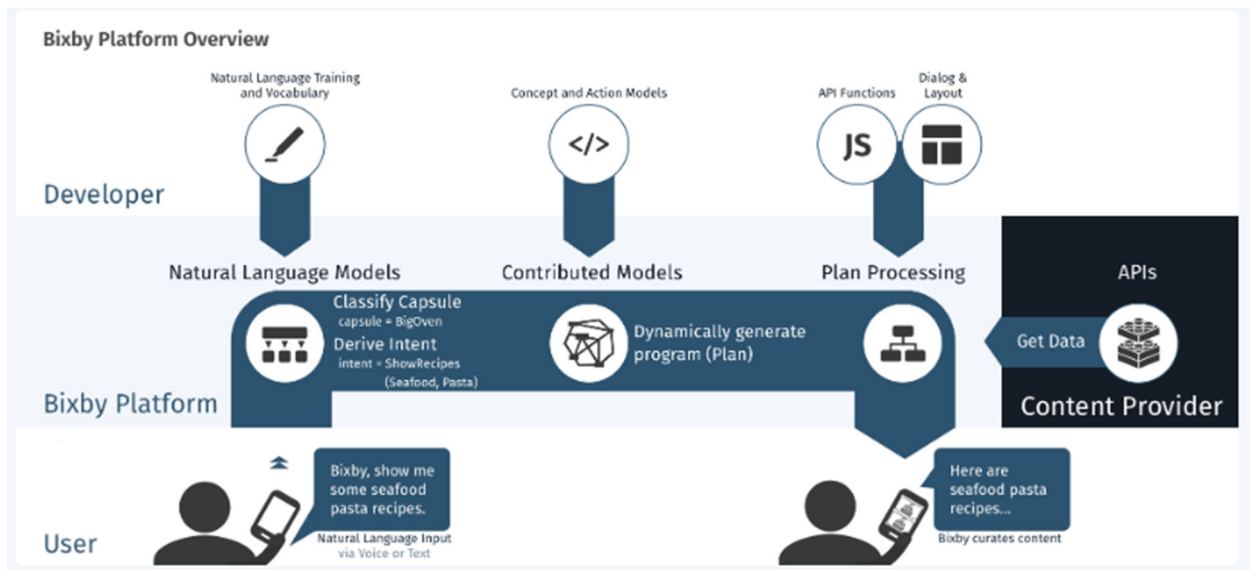 Bixby Platform Overview
Natural Language Training
and Vocabulary
Concept and Action Models
API Functions
Dialog &
Layout
</>
JS
Developer
Natural Language Models
Contributed Models
Plan Processing
APIs
Classify Capsule
capsule = BigOven
Derive Intent
intent = ShowRecipes
(Seafood, Pasta)
Dynamically generate
program (Plan)
Get Data
Bixby Platform
Content Provider
Bixby, show me
some seafood
pasta recipes.
Natural Language Input
via Voice or Text
Here are
seafood pasta
recipes...
Bixby curates content
User